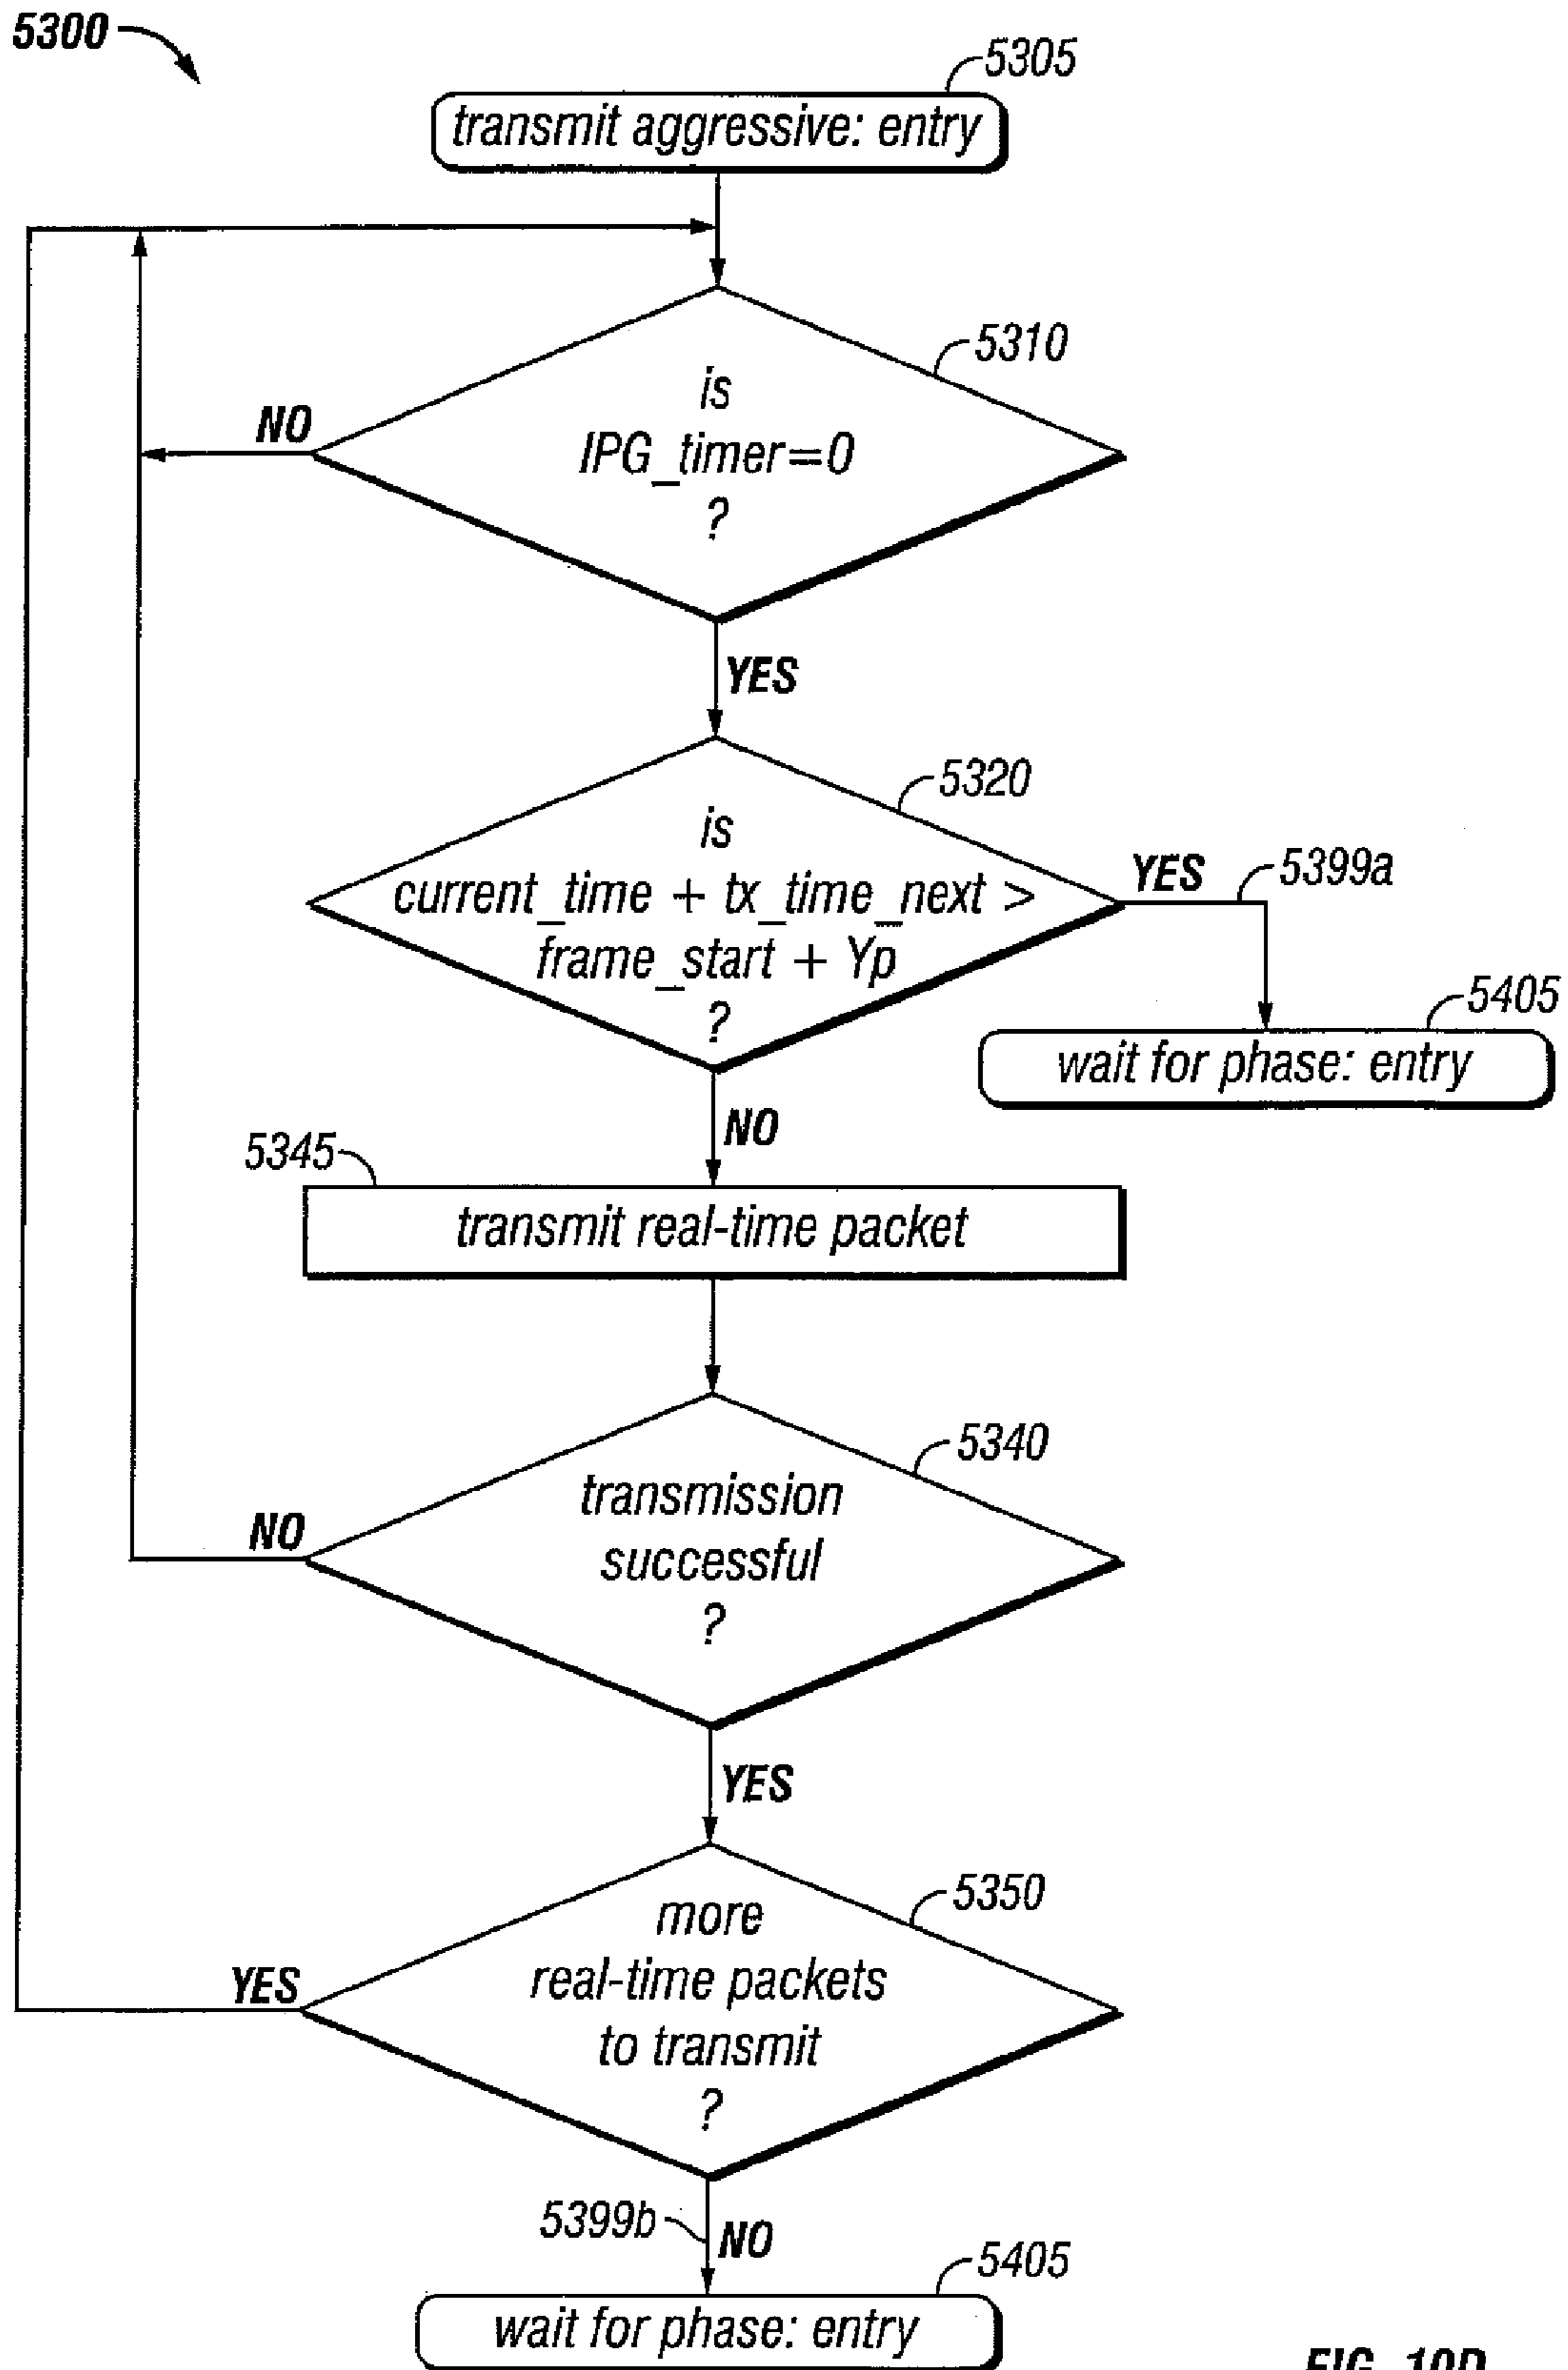 5300
5305
transmit aggressive: entry
5310
is
IPG_timer=0
?
NO
YES
5320
is
current_time + tx_time_next >
frame_start + Yp
?
YES
5399a
5405
wait for phase: entry
NO
5345
transmit real-time packet
5340
transmission
successful
?
NO
YES
5350
more
real-time packets
to transmit
?
YES
5399b
NO
5405
wait for phase: entry
FIG. 10D